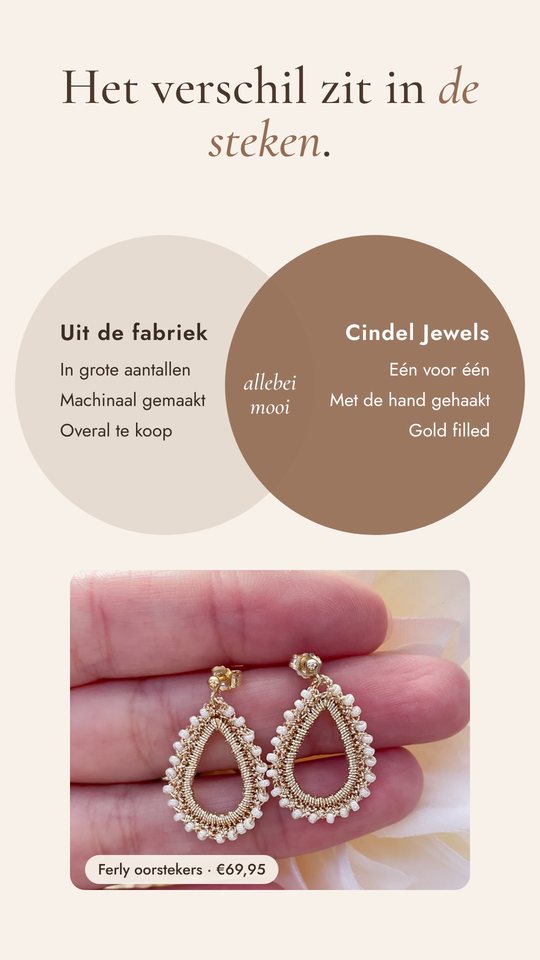 Het verschil zit in de
steken.
Uit de fabriek
In grote aantallen
Machinaal gemaakt
Overal te koop
allebei
mooi
Cindel Jewels
Eén voor één
Met de hand gehaakt
Gold filled
Ferly oorstekers · €69,95